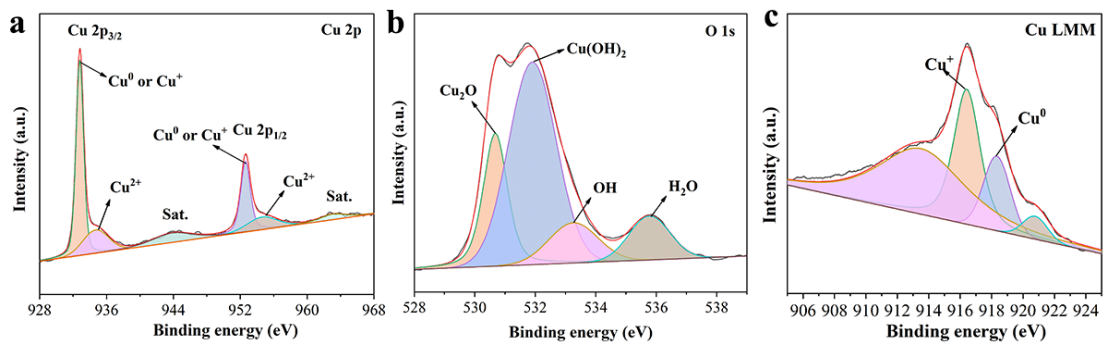 a
Cu 2p₃/₂
Cu 2p
Cu⁰ or Cu⁺
Cu²⁺
Sat.
Cu⁰ or Cu⁺
Cu 2p₁/₂
Cu²⁺
Sat.
Intensity (a.u.)
928 936 944 952 960 968
Binding energy (eV)
b
O 1s
Cu₂O
Cu(OH)₂
OH
H₂O
Intensity (a.u.)
528 530 532 534 536 538
Binding energy (eV)
c
Cu LMM
Cu⁺
Cu⁰
Intensity (a.u.)
906 908 910 912 914 916 918 920 922 924
Binding energy (eV)